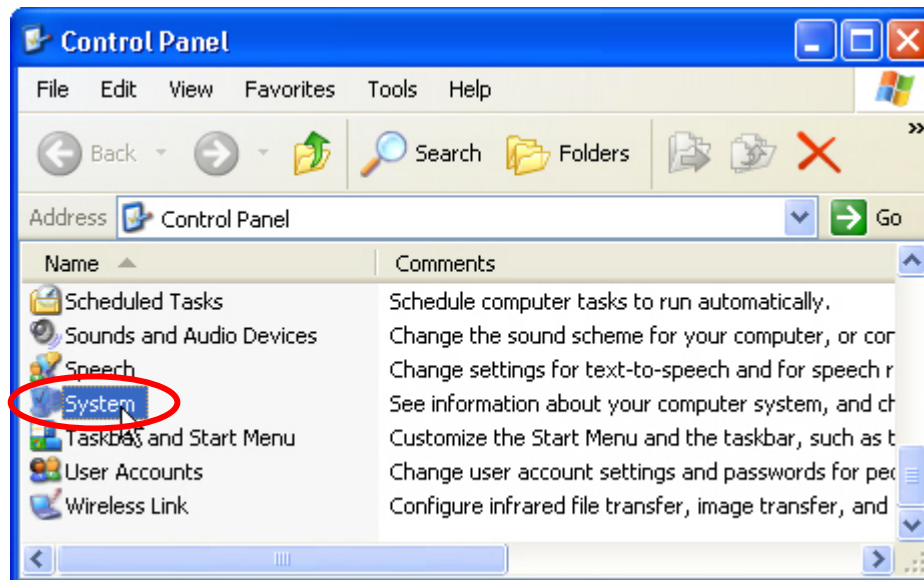 Control Panel
File Edit View Favorites Tools Help
Back Search Folders »
Address Control Panel Go
Name Comments
Scheduled Tasks Schedule computer tasks to run automatically.
Sounds and Audio Devices Change the sound scheme for your computer, or cor
Speech Change settings for text-to-speech and for speech r
System See information about your computer system, and ch
Taskbar and Start Menu Customize the Start Menu and the taskbar, such as t
User Accounts Change user account settings and passwords for peo
Wireless Link Configure infrared file transfer, image transfer, and